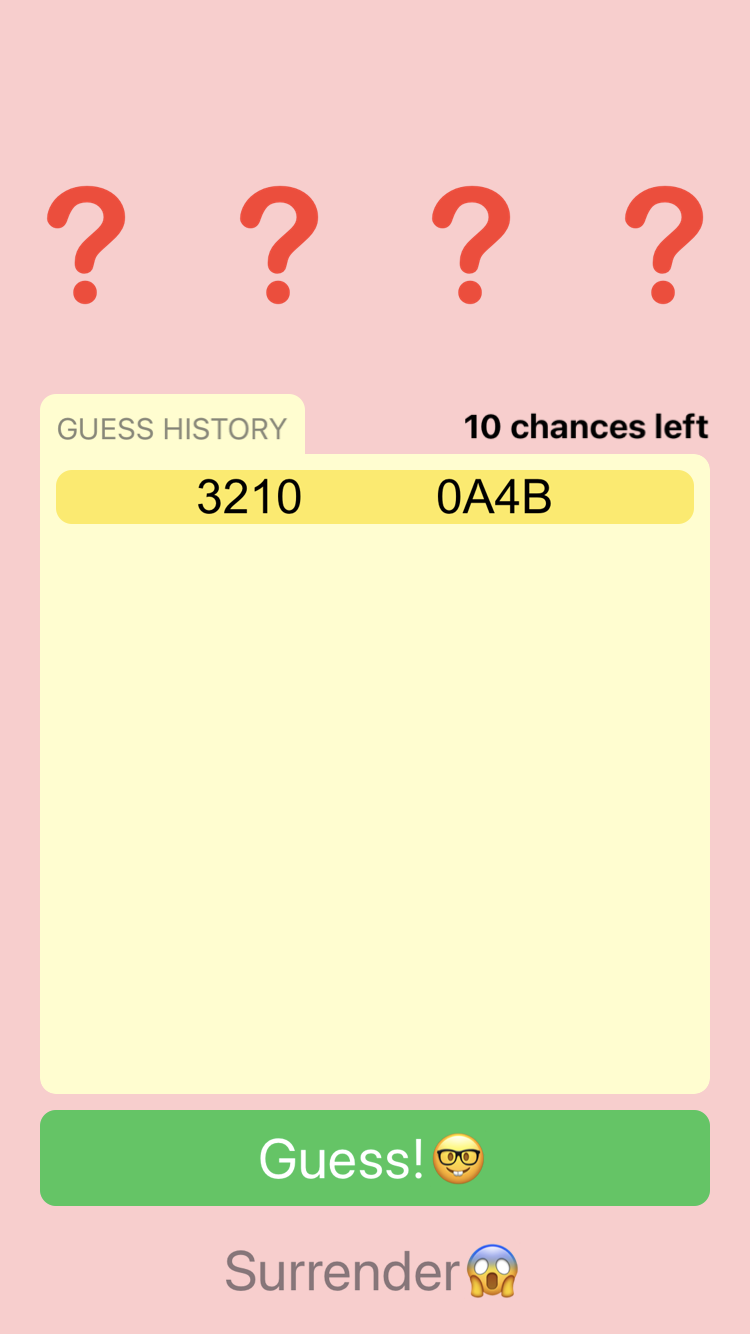 ? ? ? ?
GUESS HISTORY
10 chances left
3210 0A4B
Guess!🤓
Surrender😱